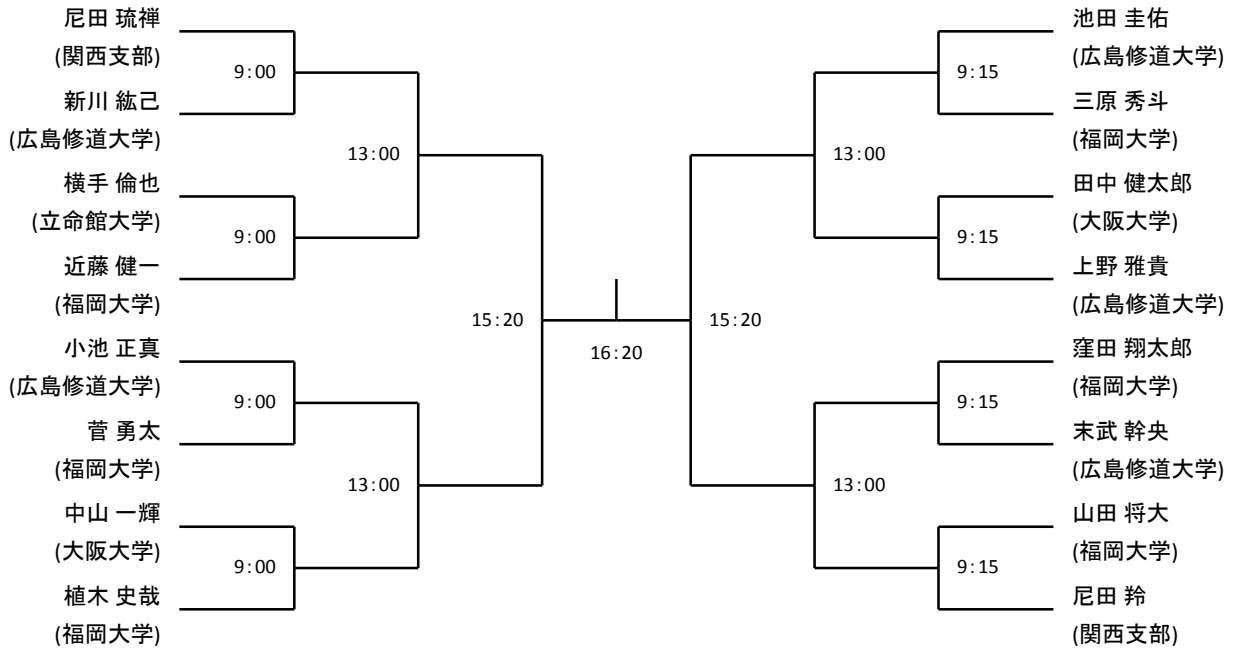 尼田 琉禅
(関西支部)
9:00
新川 紘己
(広島修道大学)
13:00
横手 倫也
(立命館大学)
9:00
近藤 健一
(福岡大学)
15:20
小池 正真
(広島修道大学)
9:00
菅 勇太
(福岡大学)
13:00
中山 一輝
(大阪大学)
9:00
植木 史哉
(福岡大学)
16:20
池田 圭佑
(広島修道大学)
9:15
三原 秀斗
(福岡大学)
13:00
田中 健太郎
(大阪大学)
9:15
上野 雅貴
(広島修道大学)
15:20
窪田 翔太郎
(福岡大学)
9:15
末武 幹央
(広島修道大学)
13:00
山田 将大
(福岡大学)
9:15
尼田 羚
(関西支部)